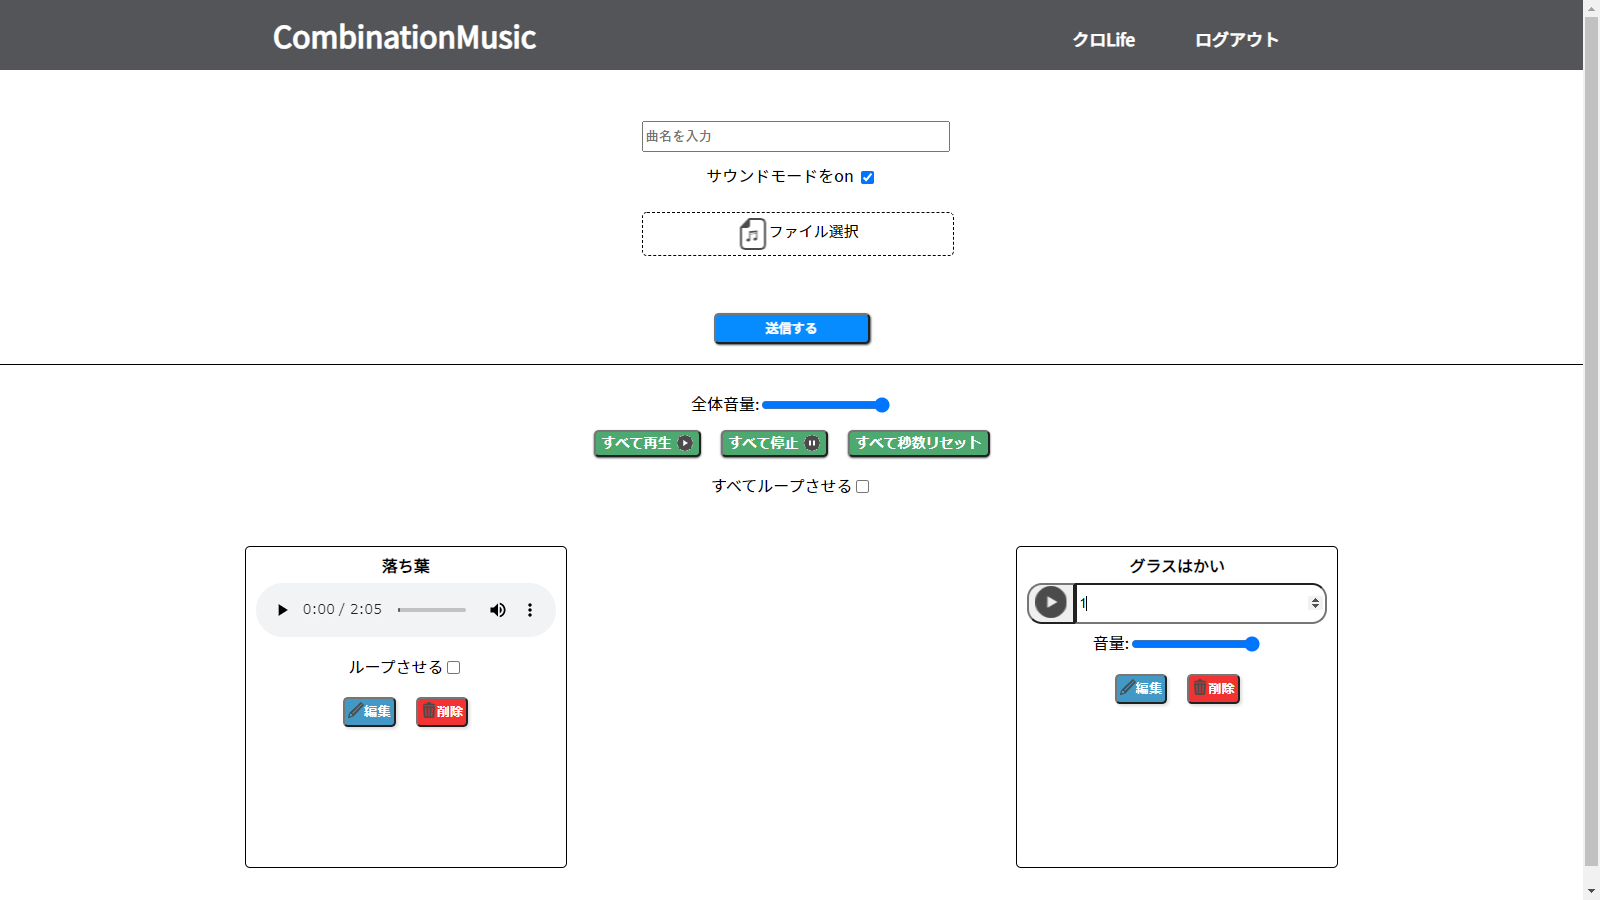 CombinationMusic クロLife ログアウト
曲名を入力
サウンドモードをon
ファイル選択
送信する
全体音量:
すべて再生 すべて停止 すべて秒数リセット
すべてループさせる
落ち葉
0:00 / 2:05
ループさせる
編集 削除
グラスはかい
1
音量:
編集 削除